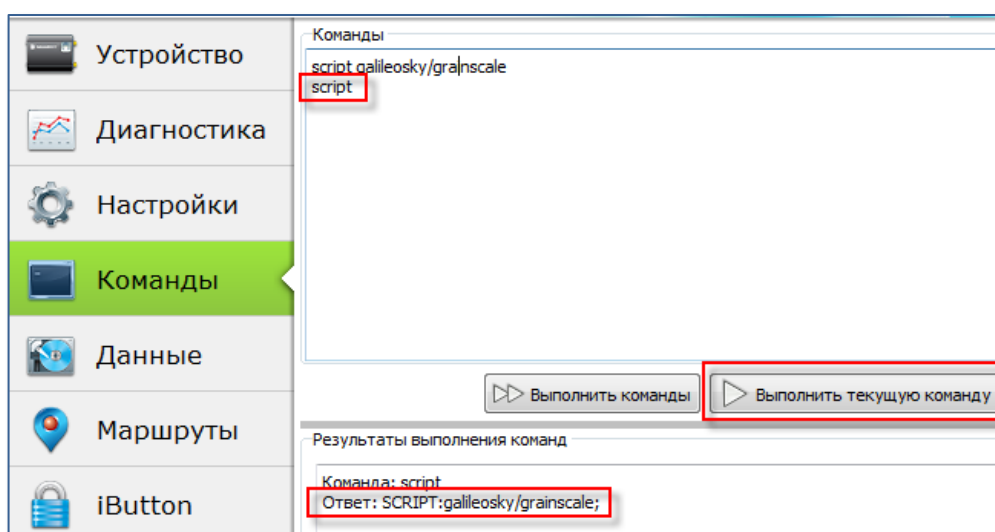 Устройство
Диагностика
Настройки
Команды
Данные
Маршруты
iButton
Команды
script galileosky/grainscale
script
Выполнить команды
Выполнить текущую команду
Результаты выполнения команд
Команда: script
Ответ: SCRIPT:galileosky/grainscale;